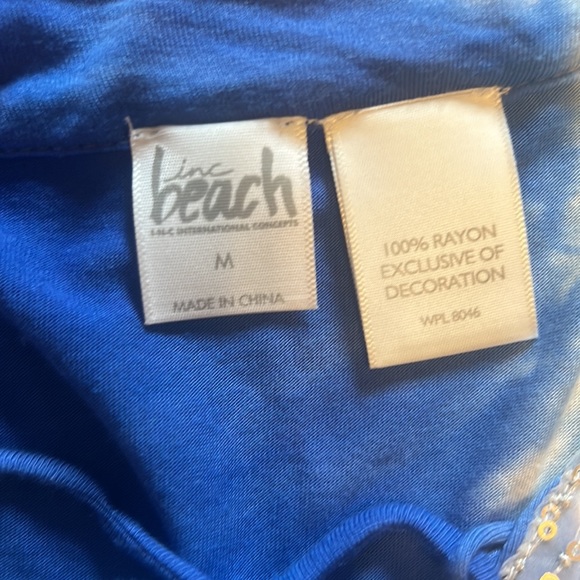 inc
beach
I·N·C INTERNATIONAL CONCEPTS
M
MADE IN CHINA
100% RAYON
EXCLUSIVE OF
DECORATION
WPL 8046